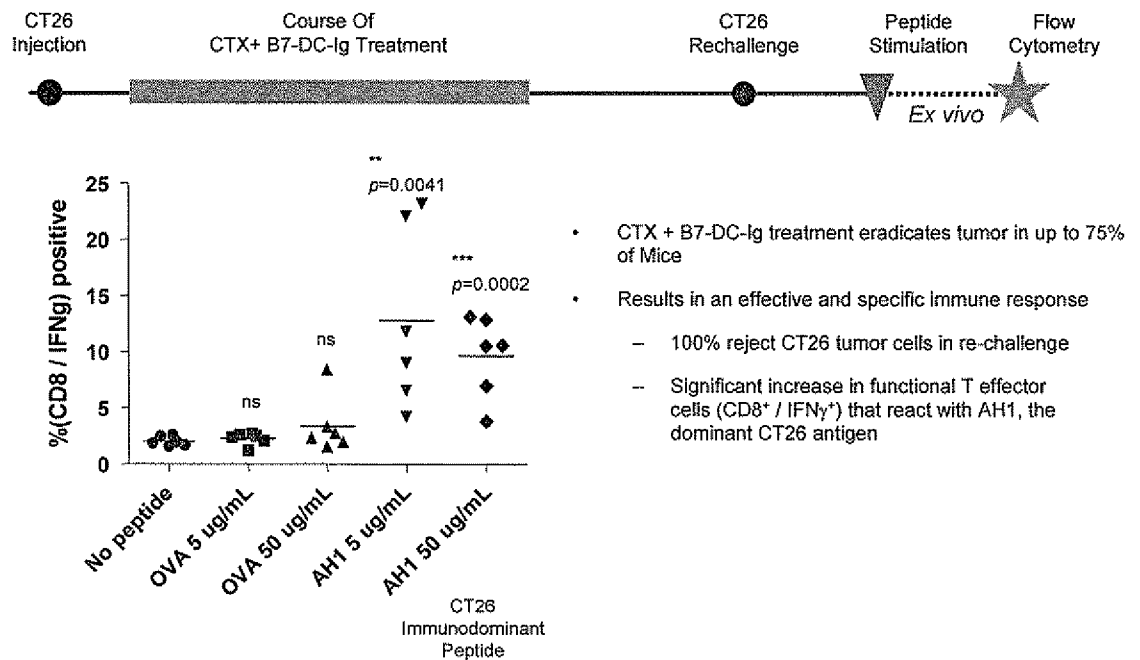 CT26
Injection
Course Of
CTX+ B7-DC-Ig Treatment
CT26
Rechallenge
Peptide
Stimulation
Flow
Cytometry
Ex vivo
%(CD8 / IFNg) positive
25
20
15
10
5
0
ns
ns
**
p=0.0041
***
p=0.0002
No peptide
OVA 5 ug/mL
OVA 50 ug/mL
AH1 5 ug/mL
AH1 50 ug/mL
CT26
Immunodominant
Peptide
• CTX + B7-DC-Ig treatment eradicates tumor in up to 75%
of Mice
• Results in an effective and specific immune response
– 100% reject CT26 tumor cells in re-challenge
– Significant increase in functional T effector
cells (CD8⁺ / IFNγ⁺) that react with AH1, the
dominant CT26 antigen